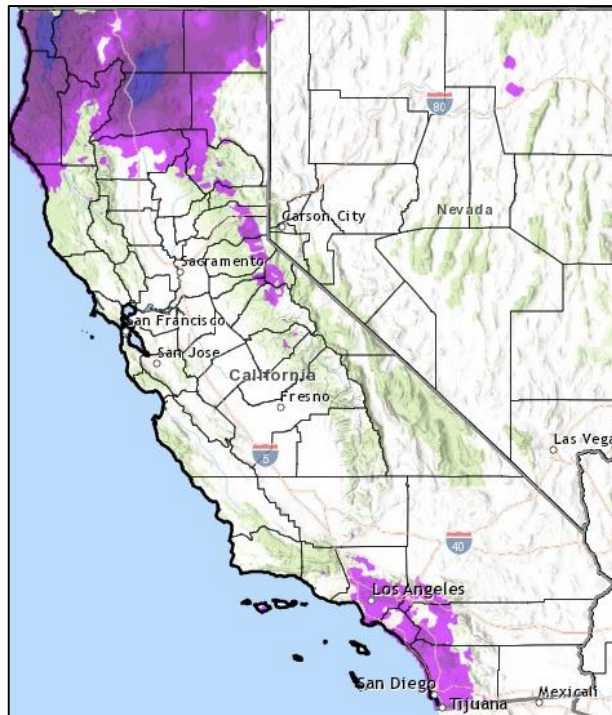 80
Carson City
Nevada
Sacramento
San Francisco
San Jose
California
Fresno
5
Las Vega
40
Los Angeles
San Diego
Tijuana
Mexicali